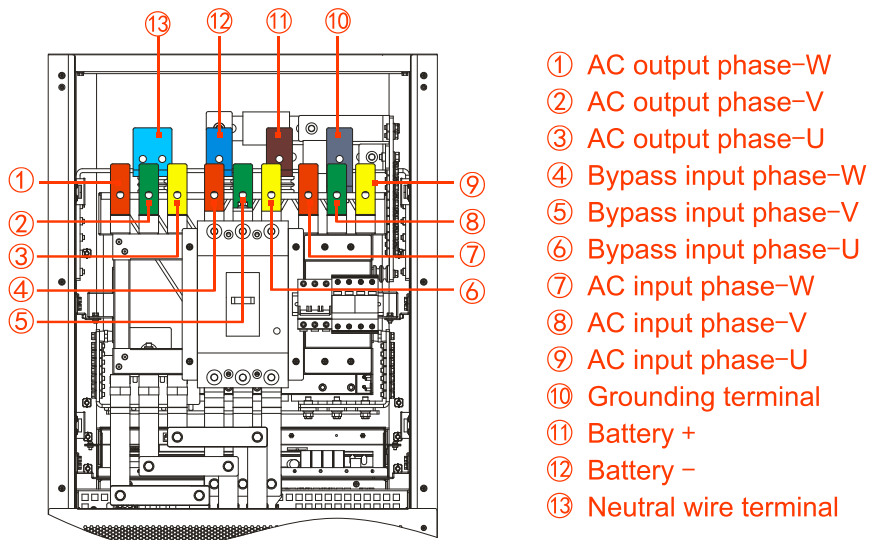 ⑬ ⑫ ⑪ ⑩
①
②
③
④
⑤
⑨
⑧
⑦
⑥
① AC output phase-W
② AC output phase-V
③ AC output phase-U
④ Bypass input phase-W
⑤ Bypass input phase-V
⑥ Bypass input phase-U
⑦ AC input phase-W
⑧ AC input phase-V
⑨ AC input phase-U
⑩ Grounding terminal
⑪ Battery +
⑫ Battery -
⑬ Neutral wire terminal